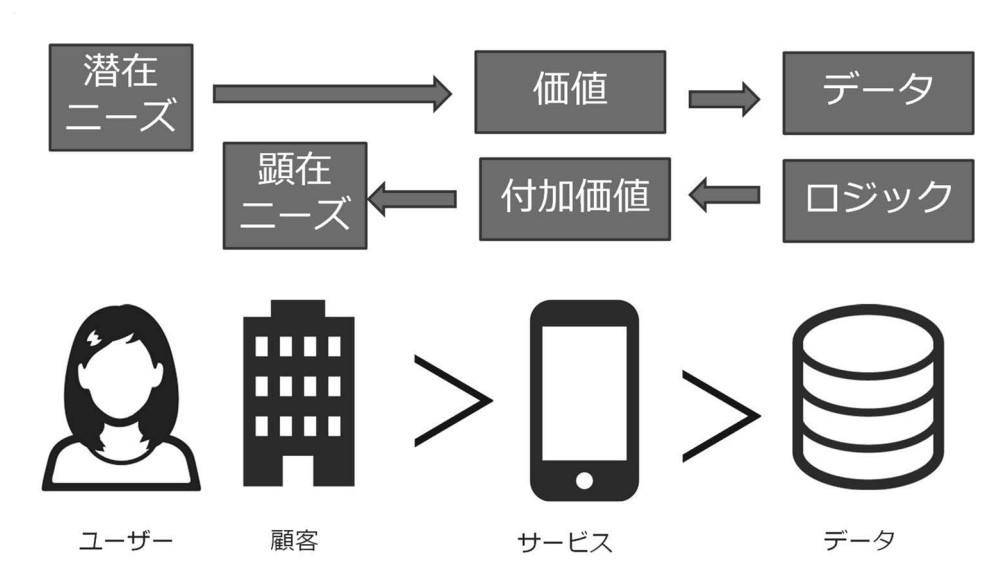 潜在
ニーズ
価値
データ
顕在
ニーズ
付加価値
ロジック
ユーザー
顧客
サービス
データ